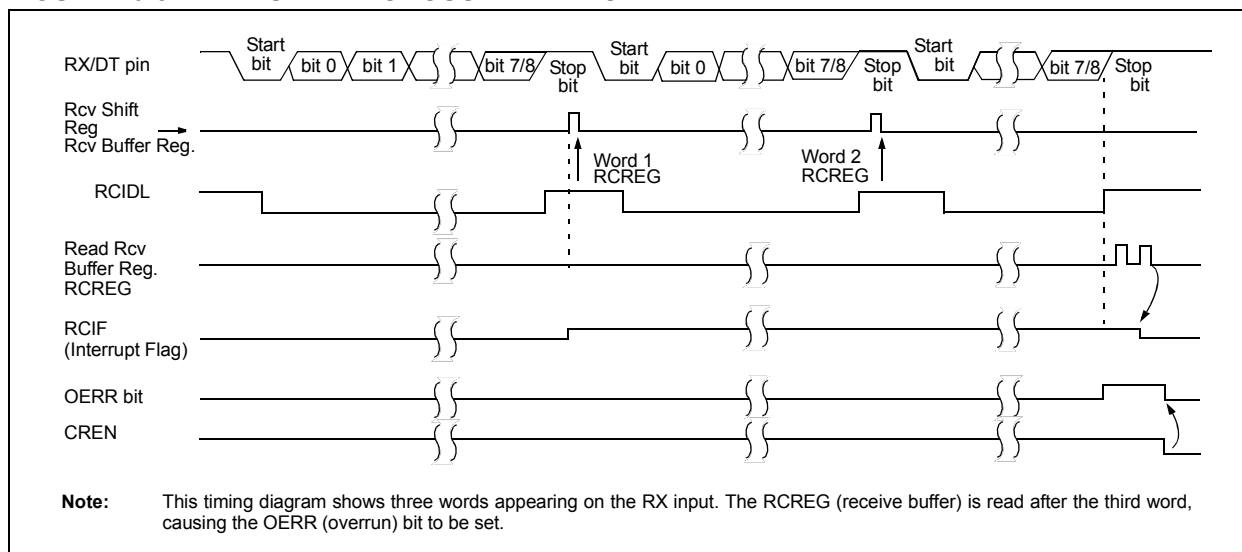 RX/DT pin
Start bit
bit 0
bit 1
bit 7/8
Stop bit
Start bit
bit 0
bit 7/8
Stop bit
Start bit
bit 7/8
Stop bit
Rcv Shift
Reg
Rcv Buffer Reg.
Word 1
RCREG
Word 2
RCREG
RCIDL
Read Rcv
Buffer Reg.
RCREG
RCIF
(Interrupt Flag)
OERR bit
CREN
Note: This timing diagram shows three words appearing on the RX input. The RCREG (receive buffer) is read after the third word,
causing the OERR (overrun) bit to be set.